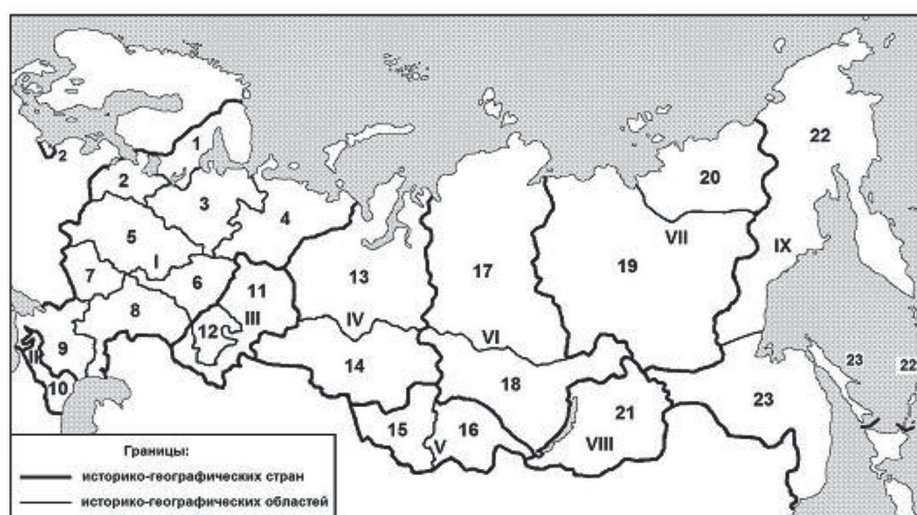 22
1
2
2
20
3
4
5
VII
IX
I
13
17
19
7
6
11
8
12
III
IV
VI
II
9
14
23
22
10
18
23
15
16
21
V
VIII
Границы:
историко-географических стран
историко-географических областей